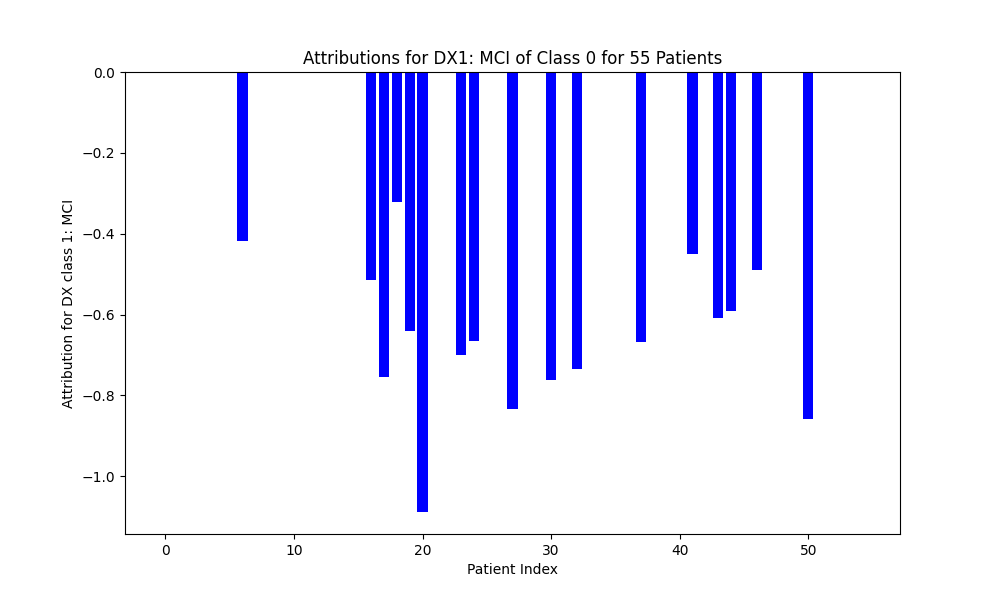 Attributions for DX1: MCI of Class 0 for 55 Patients
Attribution for DX class 1: MCI
0.0
−0.2
−0.4
−0.6
−0.8
−1.0
0 10 20 30 40 50
Patient Index